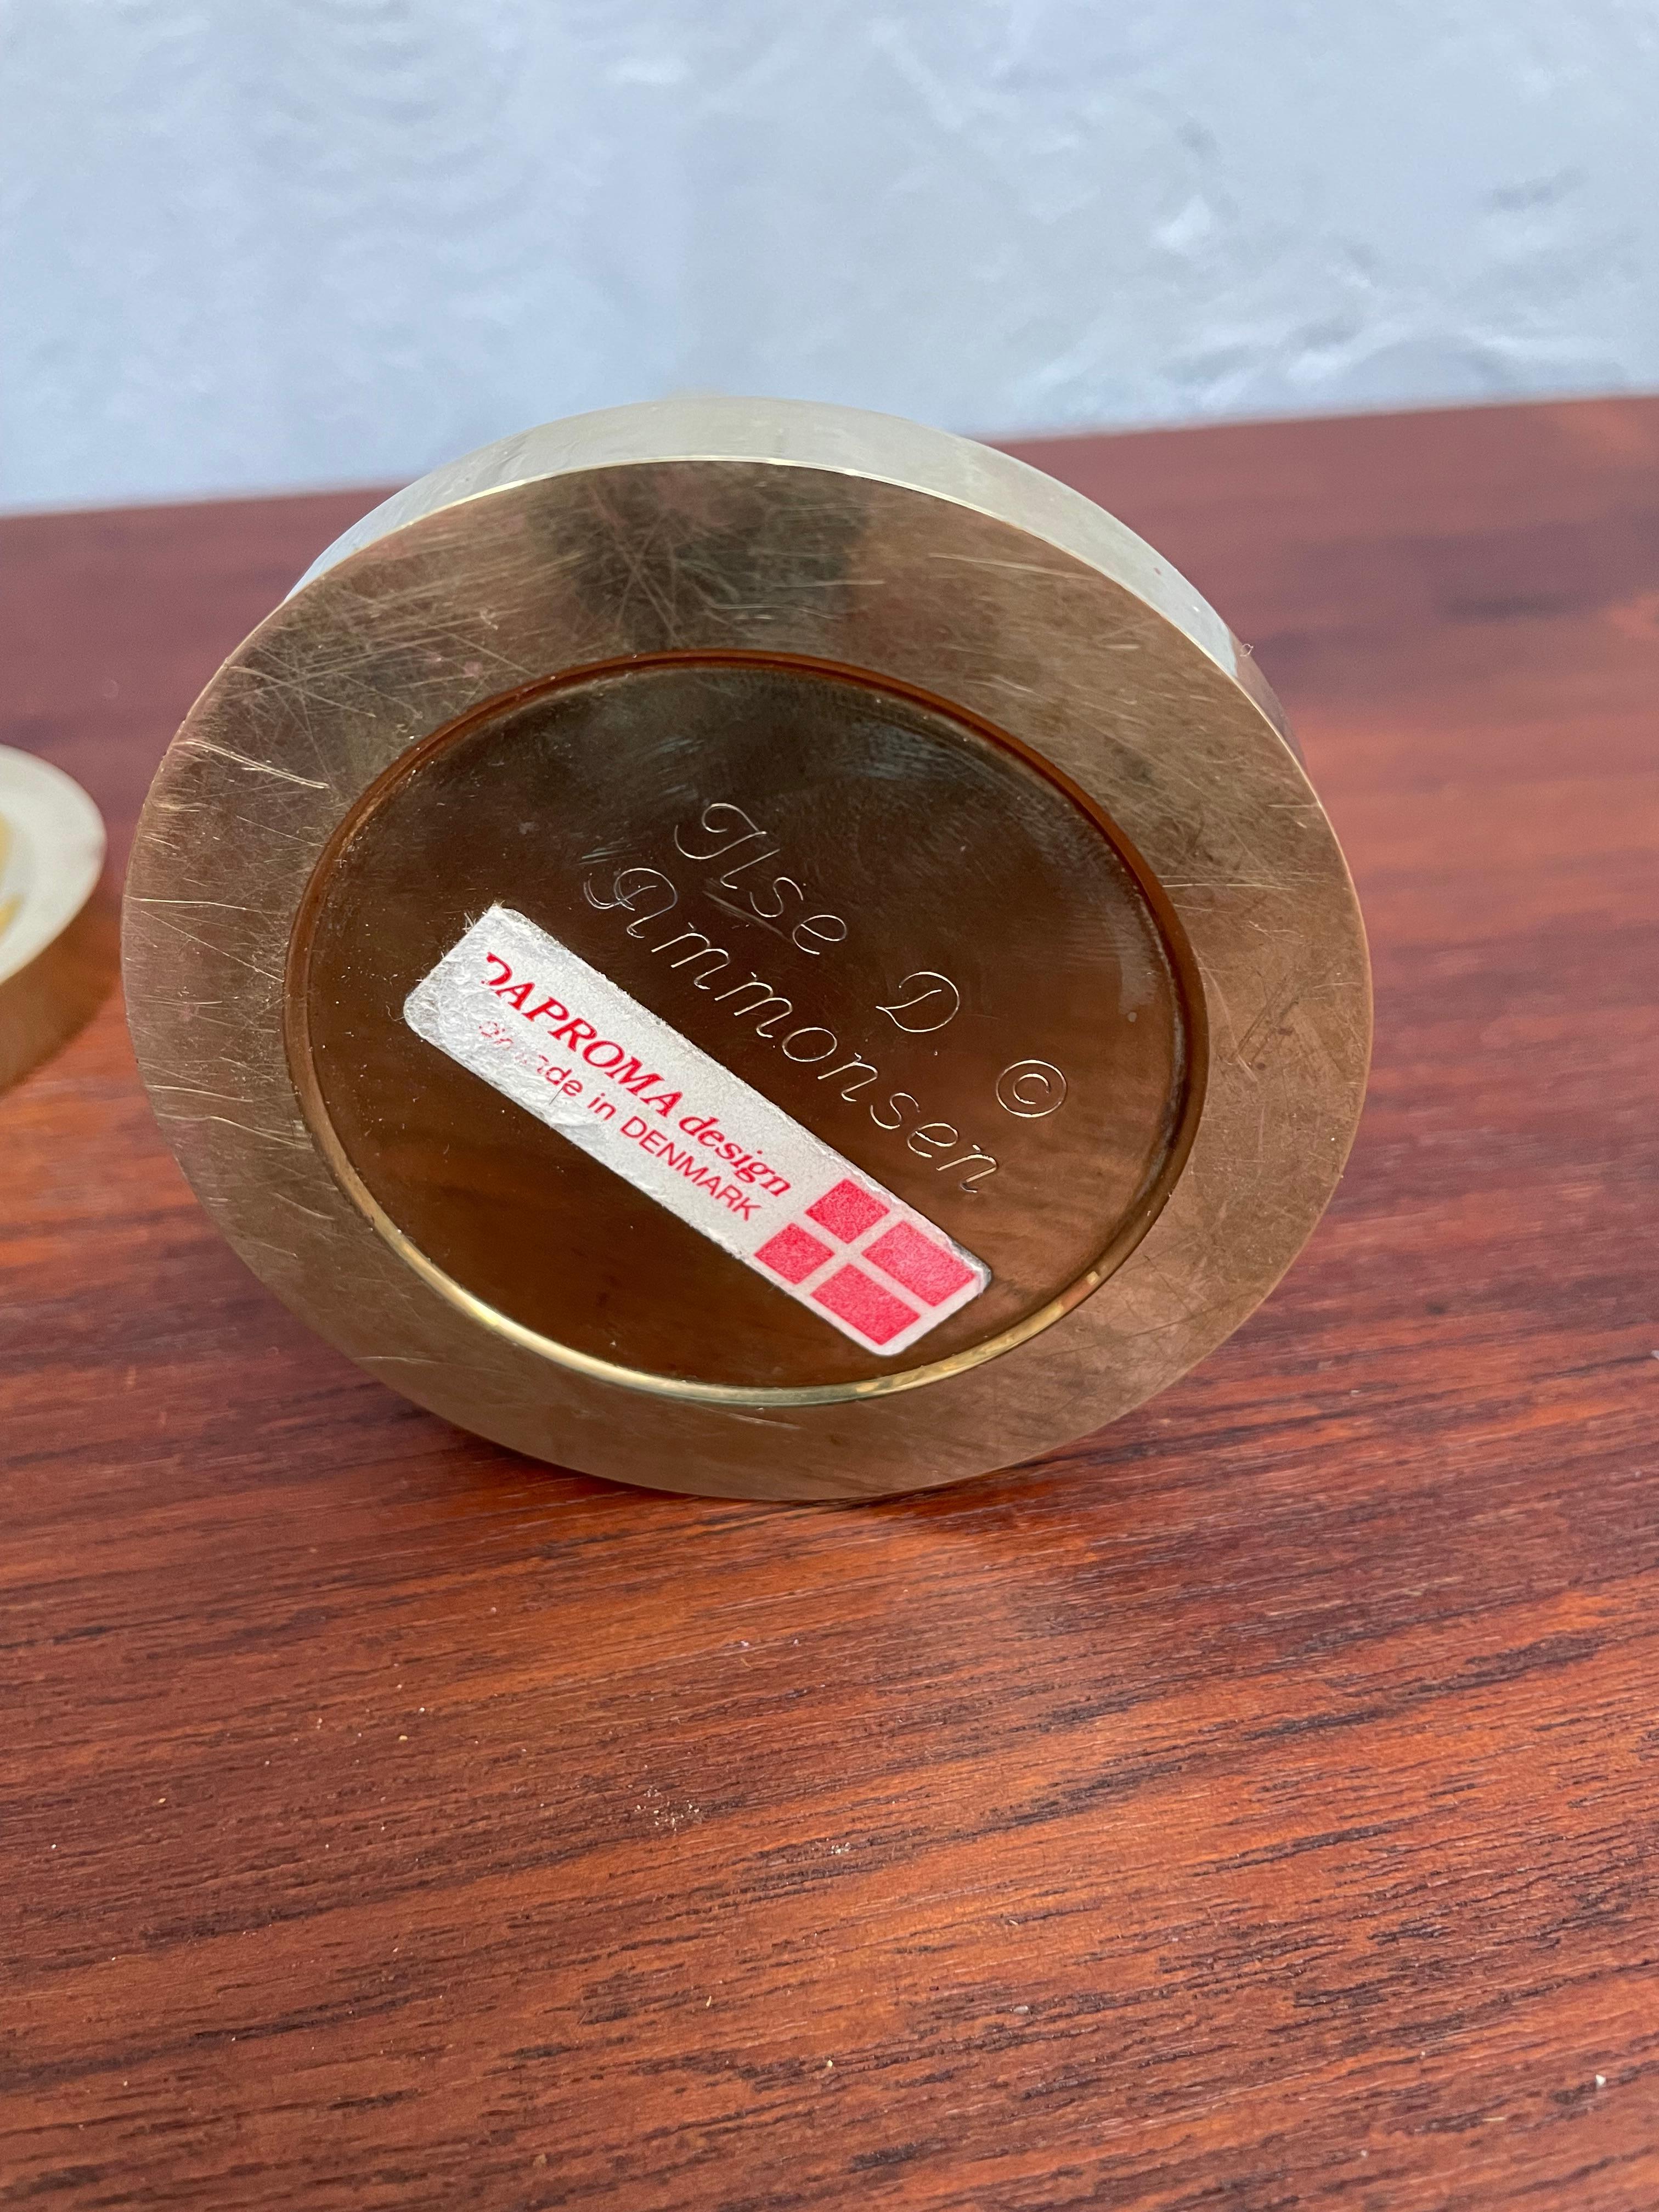 Ilse D ©
Ammonsen
DAPROMA design
made in DENMARK